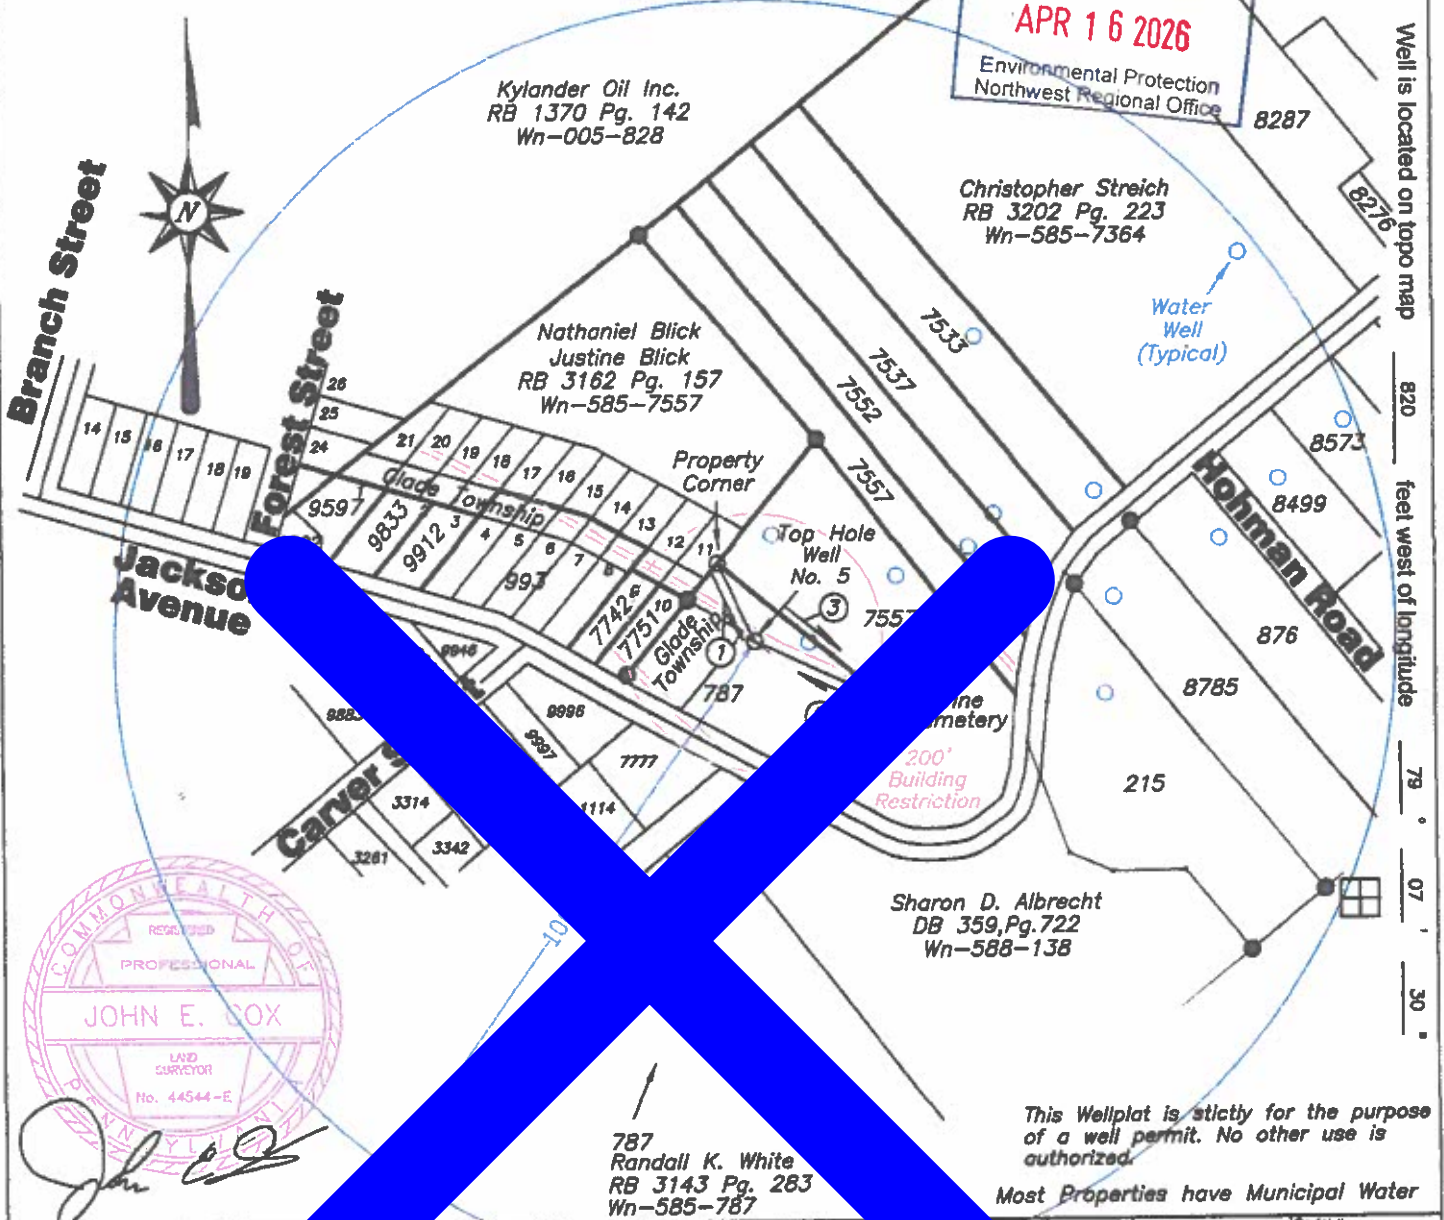 APR 16 2026
Environmental Protection
Northwest Regional Office
Kylander Oil Inc.
RB 1370 Pg. 142
Wn-005-828
Christopher Streich
RB 3202 Pg. 223
Wn-585-7364
8287
8276
Well is located on topo map 820 feet west of longitude 79 ° 07 ' 30 "
N
Branch Street
Forest Street
Water
Well
(Typical)
Nathaniel Blick
Justine Blick
RB 3162 Pg. 157
Wn-585-7557
7533
7537
7552
7557
26
25
24
14 15 16 17 18 19
21 20 19 18 17 16 15 14 13 12 11
Glade Township
Property
Corner
8573
8499
Hohman Road
9597
9833
9912
3 4 5 6 7 8 9 10
993
7742
7751
Glade
Township
Top Hole
Well
No. 5
3
1
7557
876
8785
215
Jackso
Avenue
9946
787
9998
9997
7777
1114
Carver S
3314
3342
3261
metery
200'
Building
Restriction
Sharon D. Albrecht
DB 359,Pg.722
Wn-588-138
COMMONWEALTH OF
REGISTERED
PROFESSIONAL
JOHN E. COX
LAND
SURVEYOR
No. 44544-E
787
Randall K. White
RB 3143 Pg. 283
Wn-585-787
This Wellplat is stictly for the purpose
of a well permit. No other use is
authorized.
Most Properties have Municipal Water